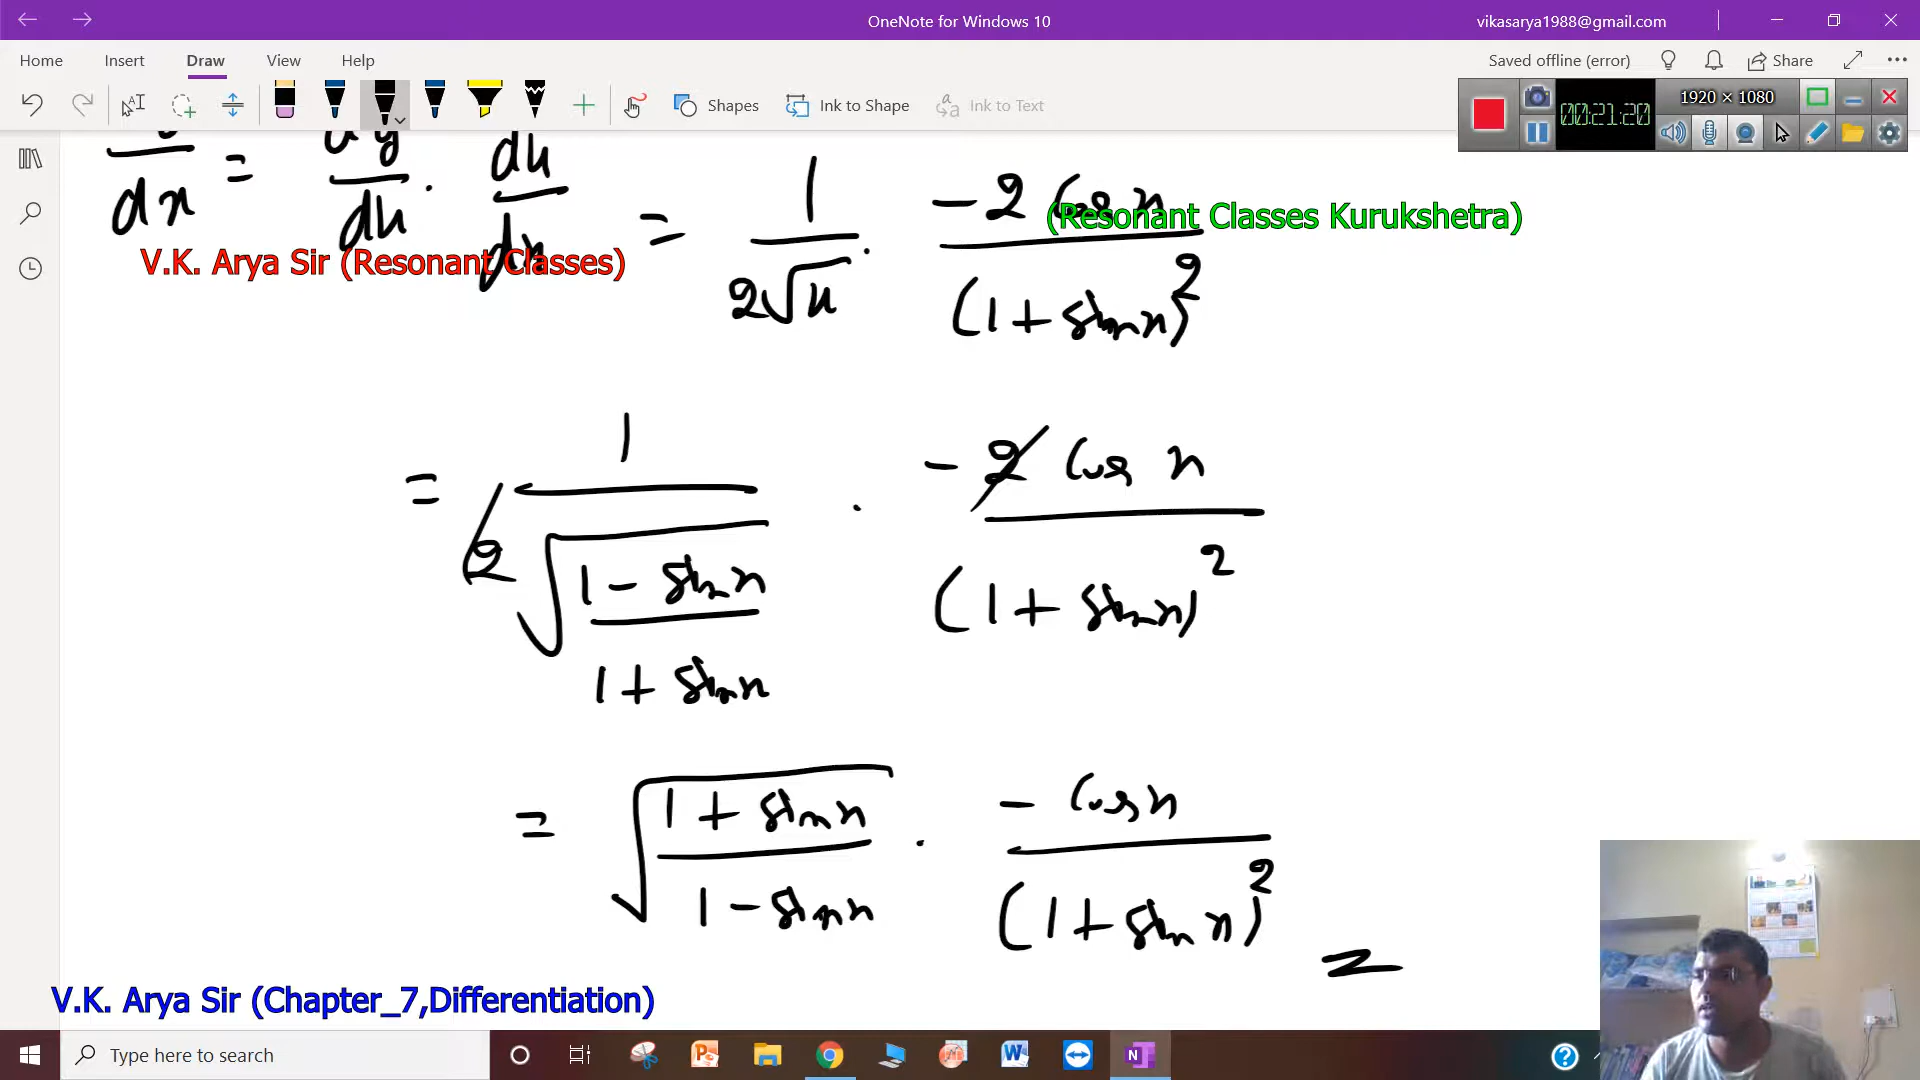 OneNote for Windows 10
vikasarya1988@gmail.com
Home Insert Draw View Help
Saved offline (error) Share
Shapes Ink to Shape Ink to Text
1920 × 1080
00:21:20
/dx = dy/du · du/dx = 1/2√u · -2 Cos x/(1 + sin x)²
(Resonant Classes Kurukshetra)
V.K. Arya Sir (Resonant Classes)
= 1/2√(1 - sin x/1 + sin x) · -2 Cos x/(1 + sin x)²
= √(1 + sin x/1 - sin x) · - Cos x/(1 + sin x)²
V.K. Arya Sir (Chapter_7,Differentiation)
Type here to search